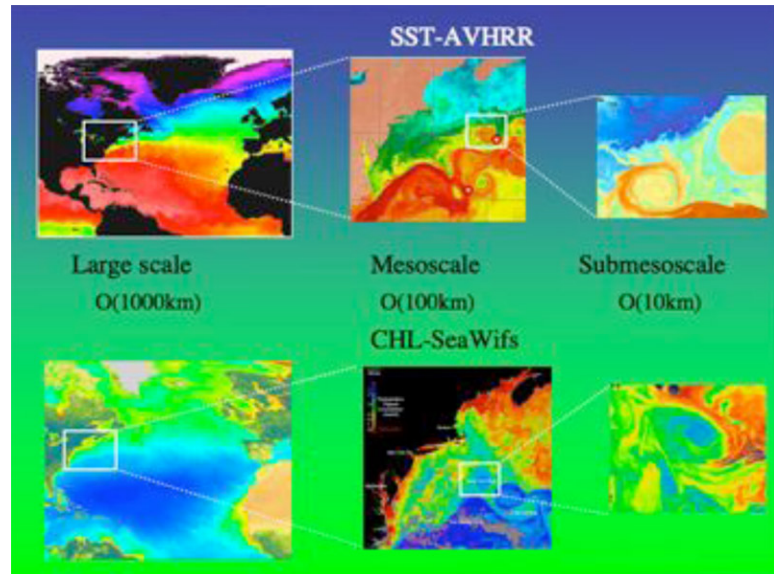 SST-AVHRR
Large scale
Mesoscale
Submesoscale
O(1000km)
O(100km)
O(10km)
CHL-SeaWifs